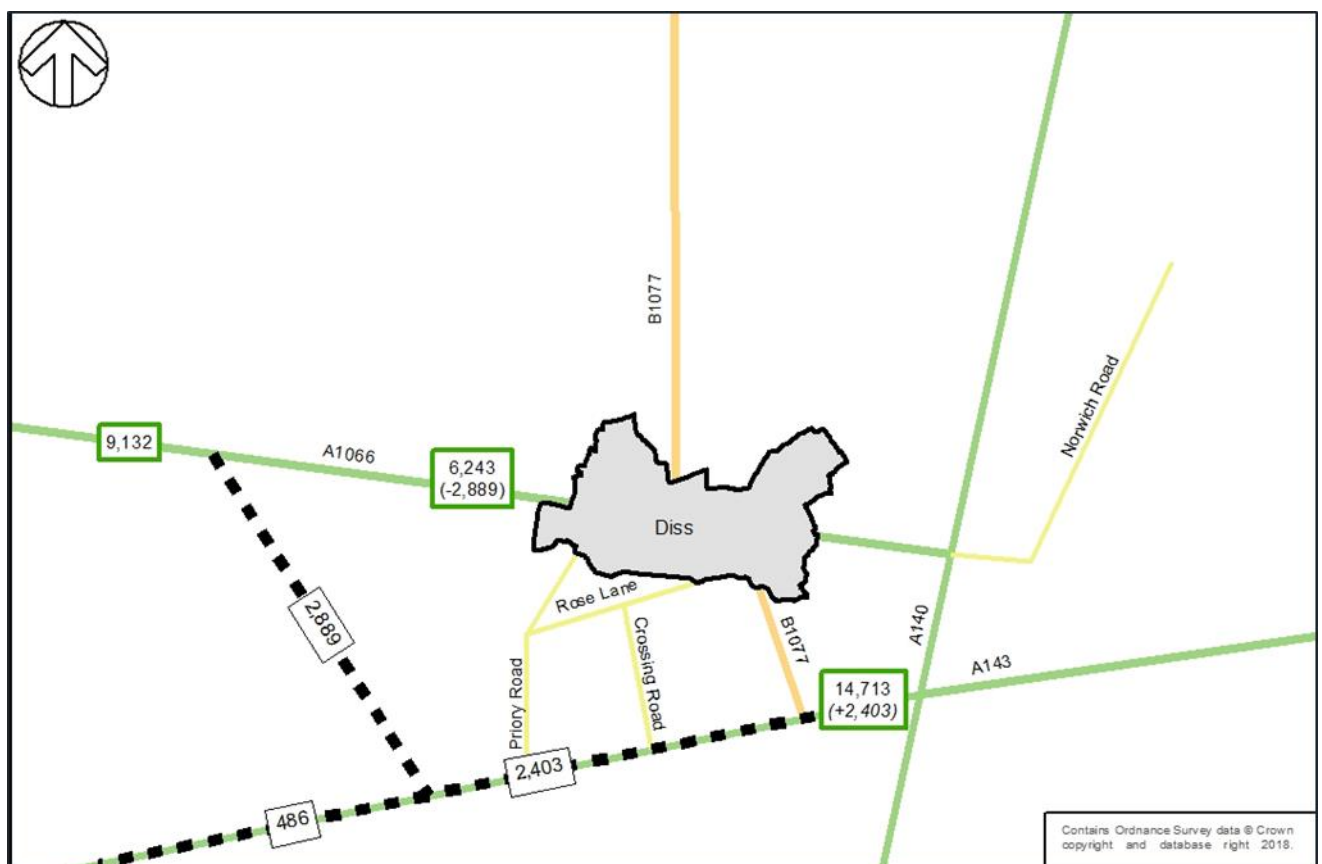 B1077
Norwich Road
9,132
A1066
6,243
(-2,889)
Diss
Rose Lane
2,889
Crossing Road
B1077
A140
A143
Priory Road
14,713
(+2,403)
2,403
486
Contains Ordnance Survey data © Crown
copyright and database right 2018.